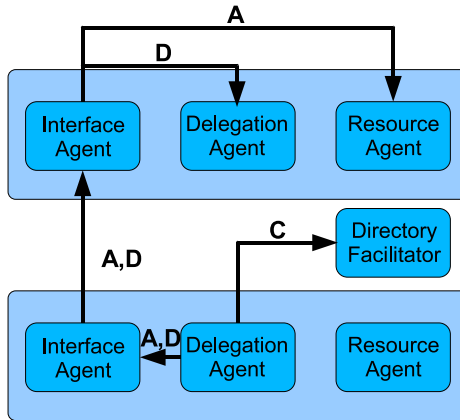 A
D
Interface
Agent
Delegation
Agent
Resource
Agent
C
Directory
Facilitator
A,D
A,D
Interface
Agent
Delegation
Agent
Resource
Agent